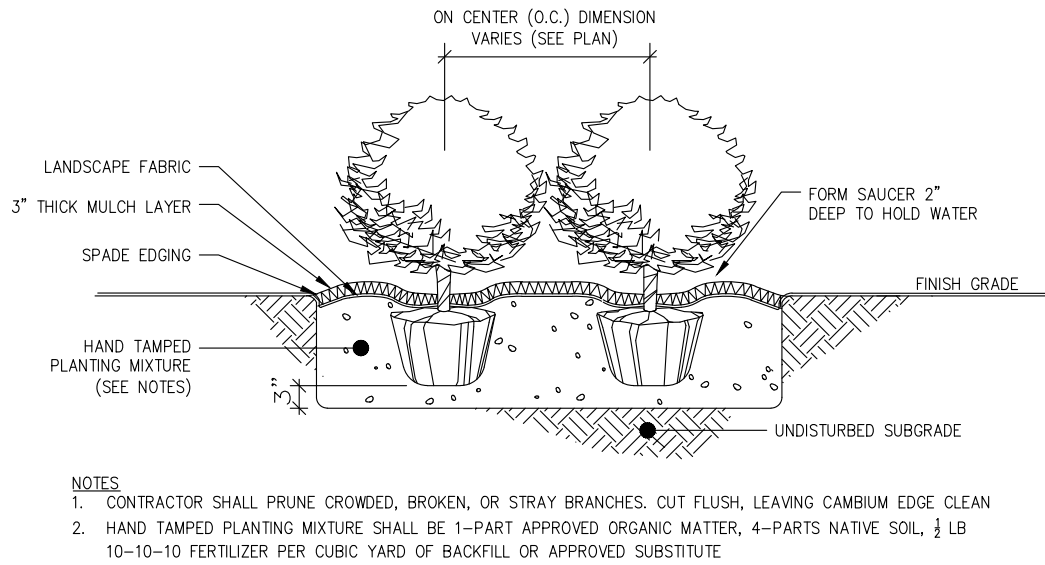 ON CENTER (O.C.) DIMENSION
VARIES (SEE PLAN)
LANDSCAPE FABRIC
3" THICK MULCH LAYER
SPADE EDGING
FORM SAUCER 2"
DEEP TO HOLD WATER
FINISH GRADE
HAND TAMPED
PLANTING MIXTURE
(SEE NOTES)
3"
UNDISTURBED SUBGRADE
NOTES
1. CONTRACTOR SHALL PRUNE CROWDED, BROKEN, OR STRAY BRANCHES. CUT FLUSH, LEAVING CAMBIUM EDGE CLEAN
2. HAND TAMPED PLANTING MIXTURE SHALL BE 1-PART APPROVED ORGANIC MATTER, 4-PARTS NATIVE SOIL, ½ LB
10-10-10 FERTILIZER PER CUBIC YARD OF BACKFILL OR APPROVED SUBSTITUTE